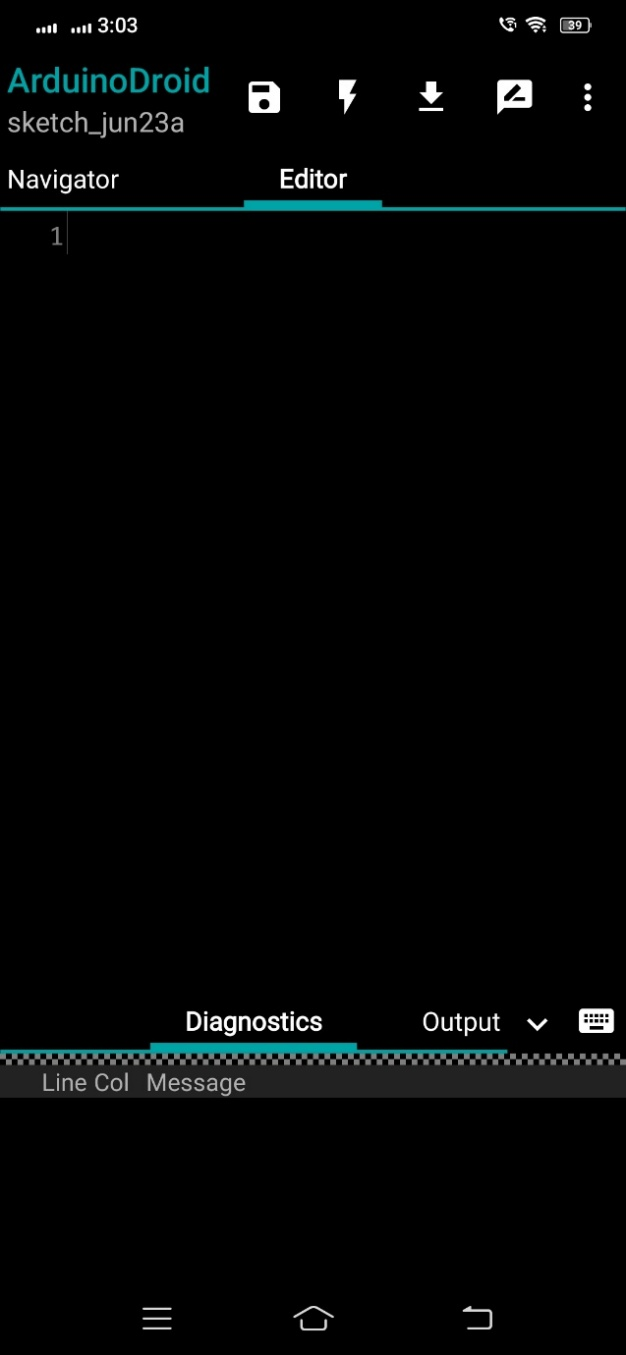 3:03
39
ArduinoDroid
sketch_jun23a
Navigator Editor
1
Diagnostics Output
Line Col Message